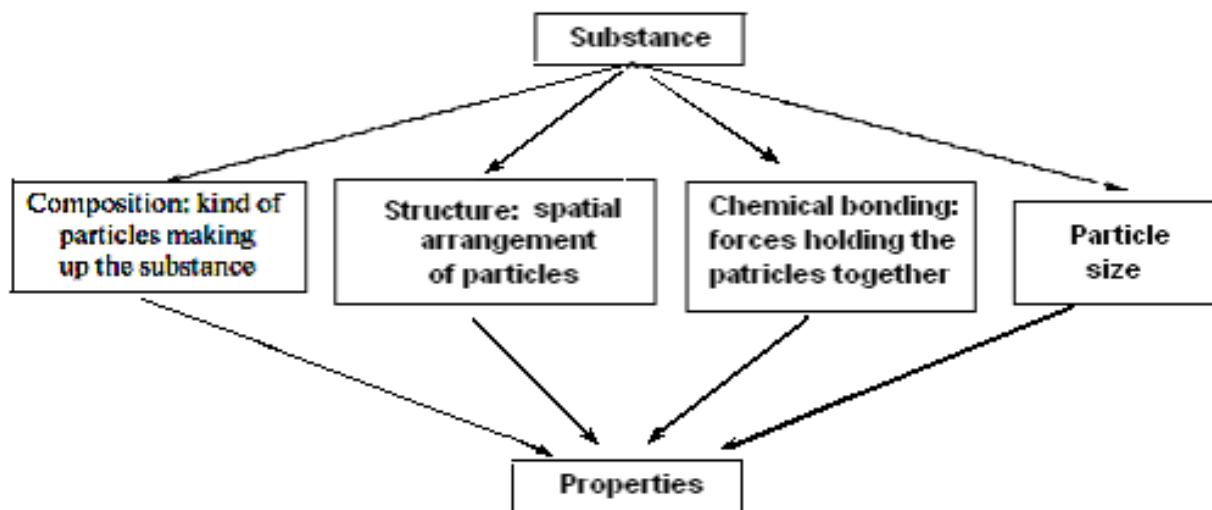 Substance
Composition: kind of
particles making
up the substance
Structure: spatial
arrangement
of particles
Chemical bonding:
forces holding the
patricles together
Particle
size
Properties